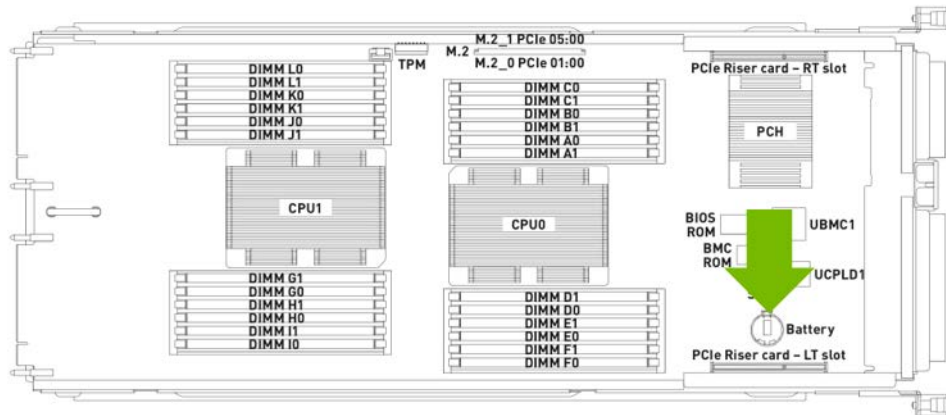 M.2_1 PCIe 05:00
M.2
M.2_0 PCIe 01:00
TPM
PCIe Riser card – RT slot
DIMM L0
DIMM L1
DIMM K0
DIMM K1
DIMM J0
DIMM J1
DIMM C0
DIMM C1
DIMM B0
DIMM B1
DIMM A0
DIMM A1
PCH
CPU1
CPU0
BIOS
ROM
UBMC1
BMC
ROM
UCPLD1
DIMM G1
DIMM G0
DIMM H1
DIMM H0
DIMM I1
DIMM I0
DIMM D1
DIMM D0
DIMM E1
DIMM E0
DIMM F1
DIMM F0
Battery
PCIe Riser card – LT slot